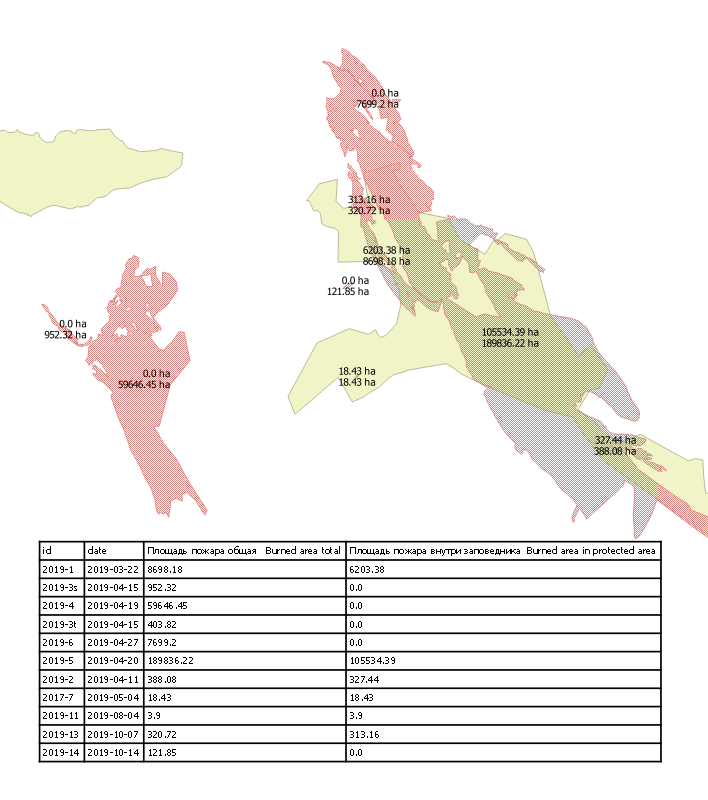 0.0 ha
7699.2 ha
313.16 ha
320.72 ha
6203.38 ha
8698.18 ha
0.0 ha
121.85 ha
0.0 ha
952.32 ha
105534.39 ha
189836.22 ha
0.0 ha
59646.45 ha
18.43 ha
18.43 ha
327.44 ha
388.08 ha
id date Площадь пожара общая Burned area total Площадь пожара внутри заповедника Burned area in protected area
2019-1 2019-03-22 8698.18 6203.38
2019-3s 2019-04-15 952.32 0.0
2019-4 2019-04-19 59646.45 0.0
2019-3t 2019-04-15 403.82 0.0
2019-6 2019-04-27 7699.2 0.0
2019-5 2019-04-20 189836.22 105534.39
2019-2 2019-04-11 388.08 327.44
2017-7 2019-05-04 18.43 18.43
2019-11 2019-08-04 3.9 3.9
2019-13 2019-10-07 320.72 313.16
2019-14 2019-10-14 121.85 0.0